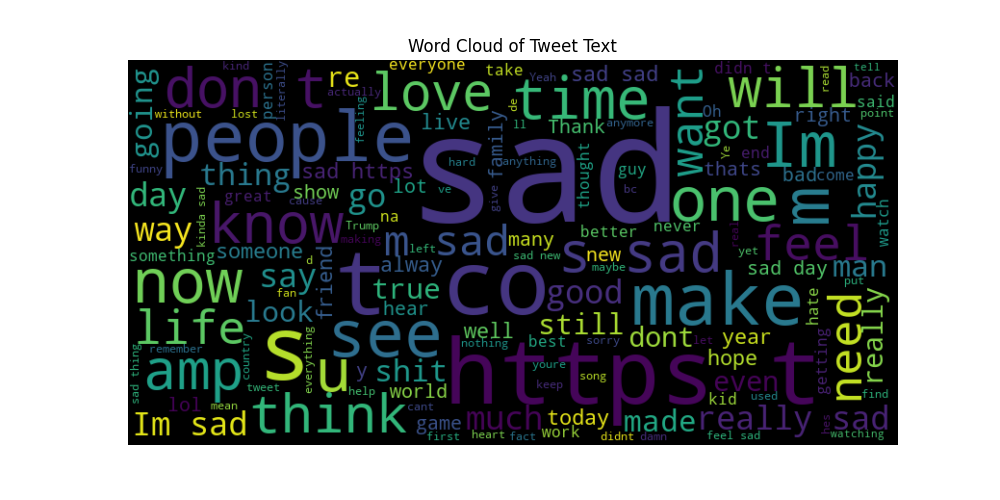 Word Cloud of Tweet Text
everyone
kind
going
don t
person
literally
re
actually
love
take
Yeah
sad sad
time
want
didn t
will
read
tell
back
said
point
without
lost
feeling
people
live
family
de
ll
Thank
anymore
Oh
got
right
Im
funny
thing
sad https
hard
anything
thought
guy
Ye
end
thats
bad
come
happy
day
kinda sad
great
show
cause
go
lot
ve
give
sad
bc
one
m
watch
way
know
Trump
na
making
better
never
real
feel
something
someone
m sad
left
many
sad new
new
maybe
s sad
yet
sad day
man
put
now
say
d
fan
friend
t co
alway
true
hear
good
make
hate
need
really
life
look
see
well
nothing
still
best
sorry
dont
let
year
hope
getting
remember
country
s
u
everything
y
shit
https t
youre
even
sad thing
amp
tweet
help
world
keep
song
kid
used
find
lol
mean
cant
Im sad
think
game
much
today
made
really sad
hes
first
heart
fact
work
didnt
damn
feel sad
watching